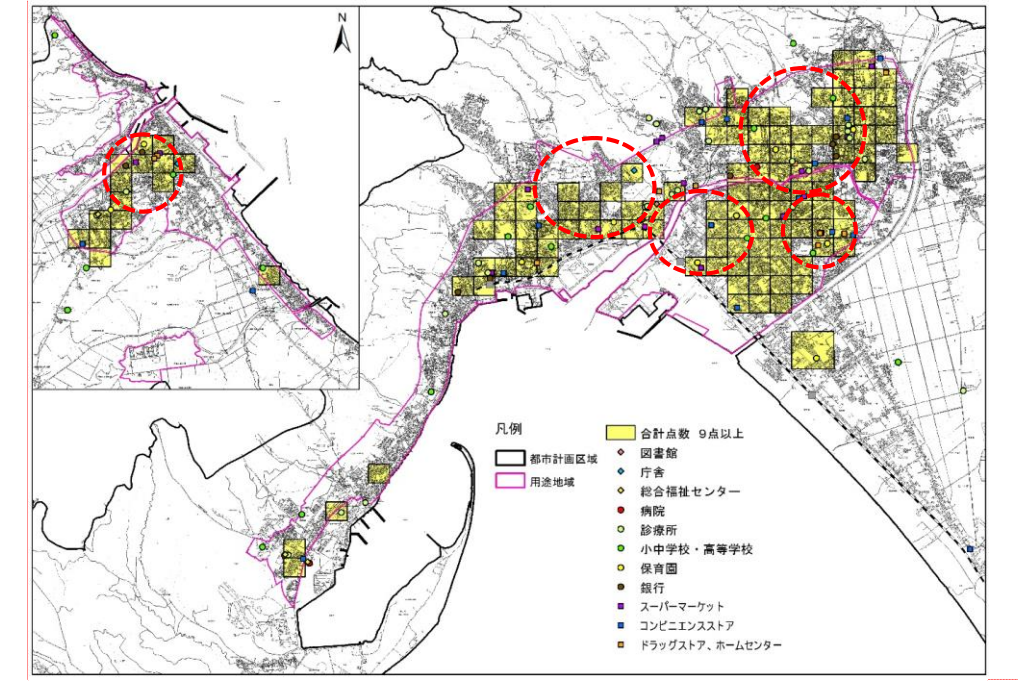 N
凡例
都市計画区域
用途地域
合計点数 9点以上
図書館
庁舎
総合福祉センター
病院
診療所
小中学校・高等学校
保育園
銀行
スーパーマーケット
コンビニエンスストア
ドラッグストア、ホームセンター